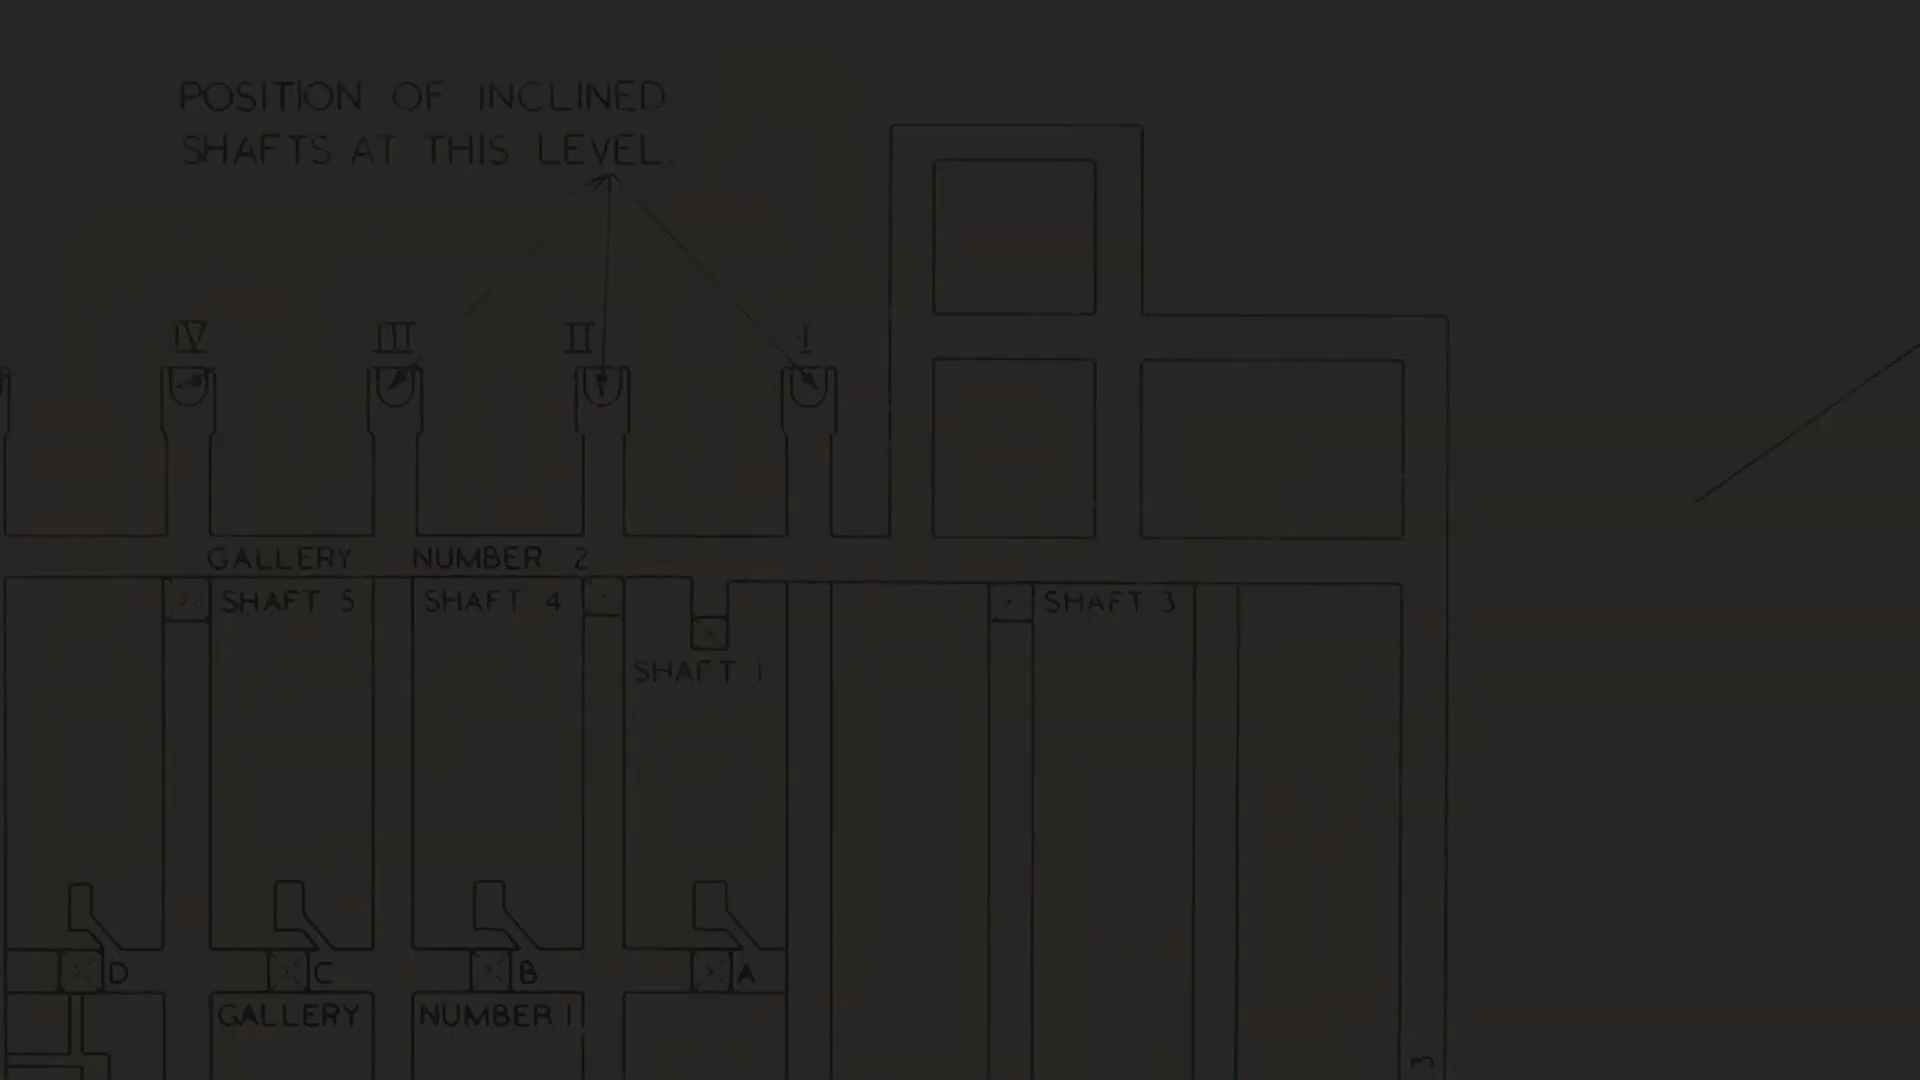 POSITION OF INCLINED
SHAFTS AT THIS LEVEL.
IV III II I
GALLERY NUMBER 2
SHAFT 5 SHAFT 4 SHAFT 3
SHAFT 1
D C B A
GALLERY NUMBER 1
3